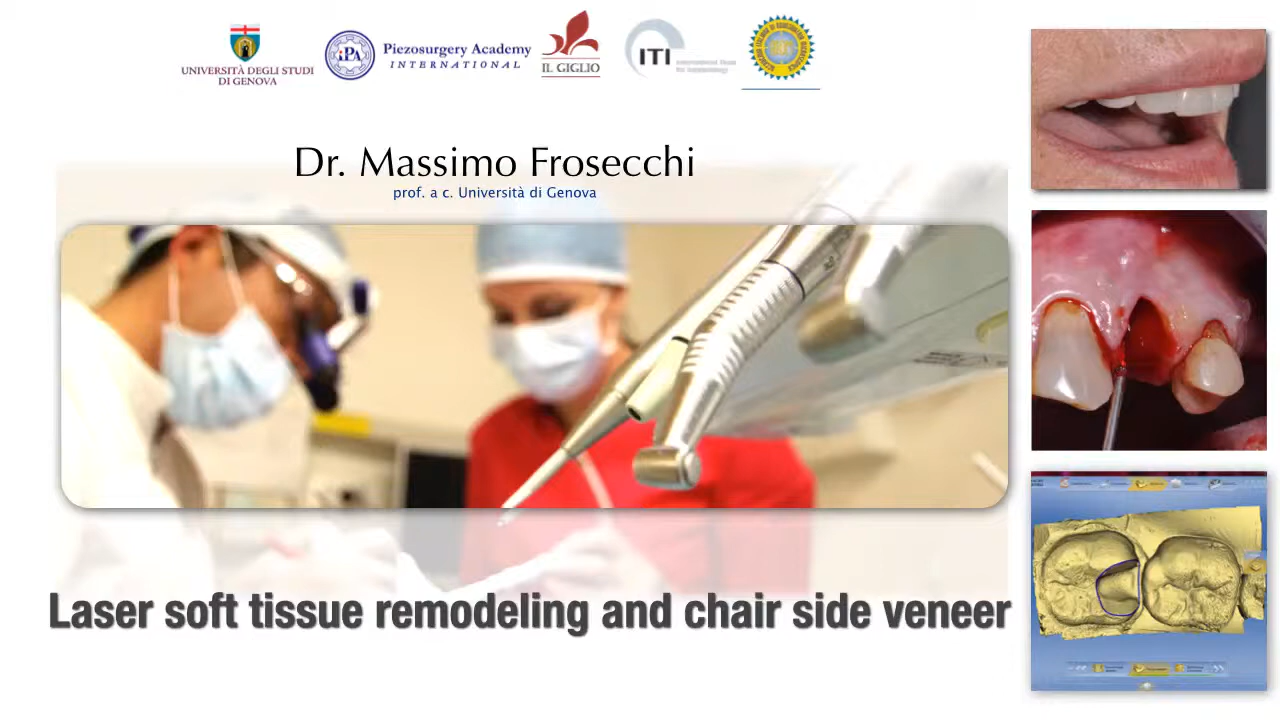 UNIVERSITÀ DEGLI STUDI
DI GENOVA
iPA
Piezosurgery Academy
INTERNATIONAL
IL GIGLIO
ITI
Dr. Massimo Frosecchi
prof. a c. Università di Genova
Laser soft tissue remodeling and chair side veneer